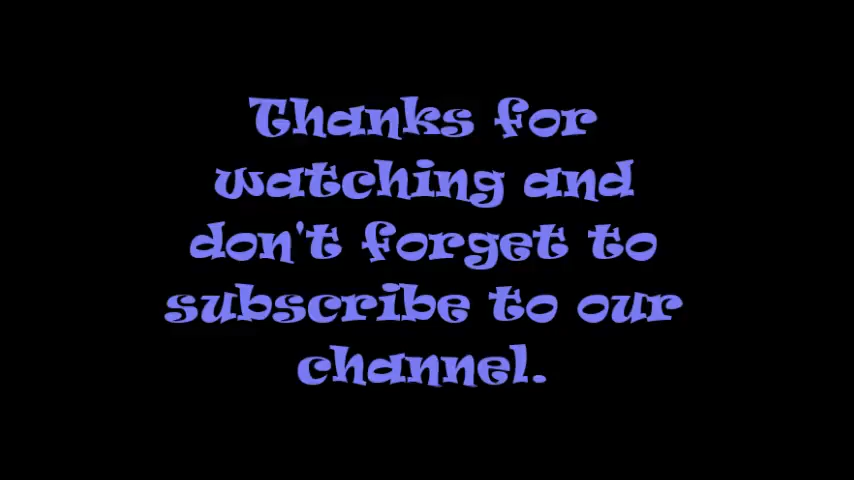 Thanks for
watching and
don't forget to
subscribe to our
channel.